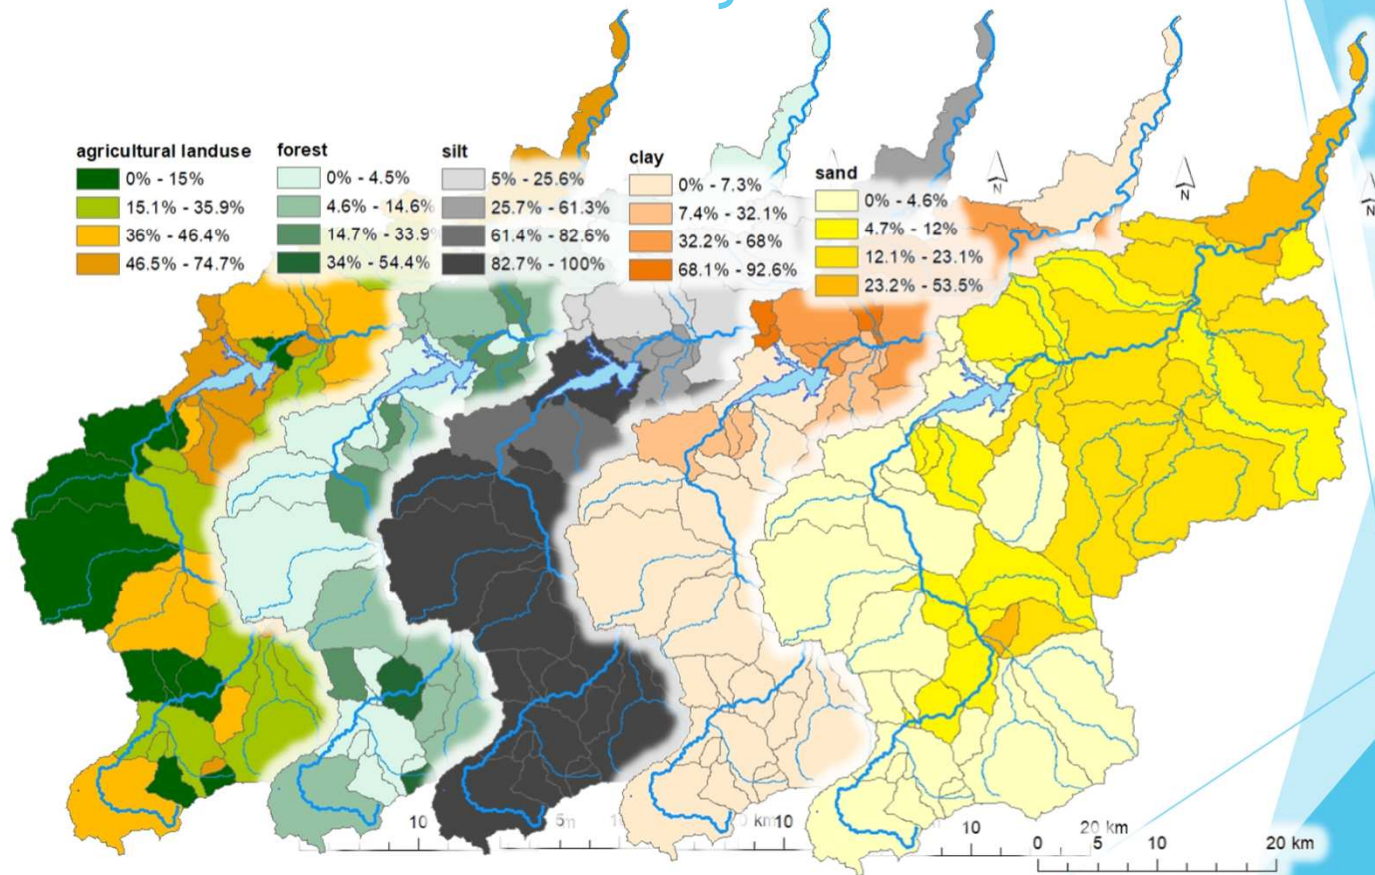 agricultural landuse
0% - 15%
15.1% - 35.9%
36% - 46.4%
46.5% - 74.7%
forest
0% - 4.5%
4.6% - 14.6%
14.7% - 33.9%
34% - 54.4%
silt
5% - 25.6%
25.7% - 61.3%
61.4% - 82.6%
82.7% - 100%
clay
0% - 7.3%
7.4% - 32.1%
32.2% - 68%
68.1% - 92.6%
sand
0% - 4.6%
4.7% - 12%
12.1% - 23.1%
23.2% - 53.5%
N
N
N
10
5
km
10
10
20 km
0 5 10 20 km